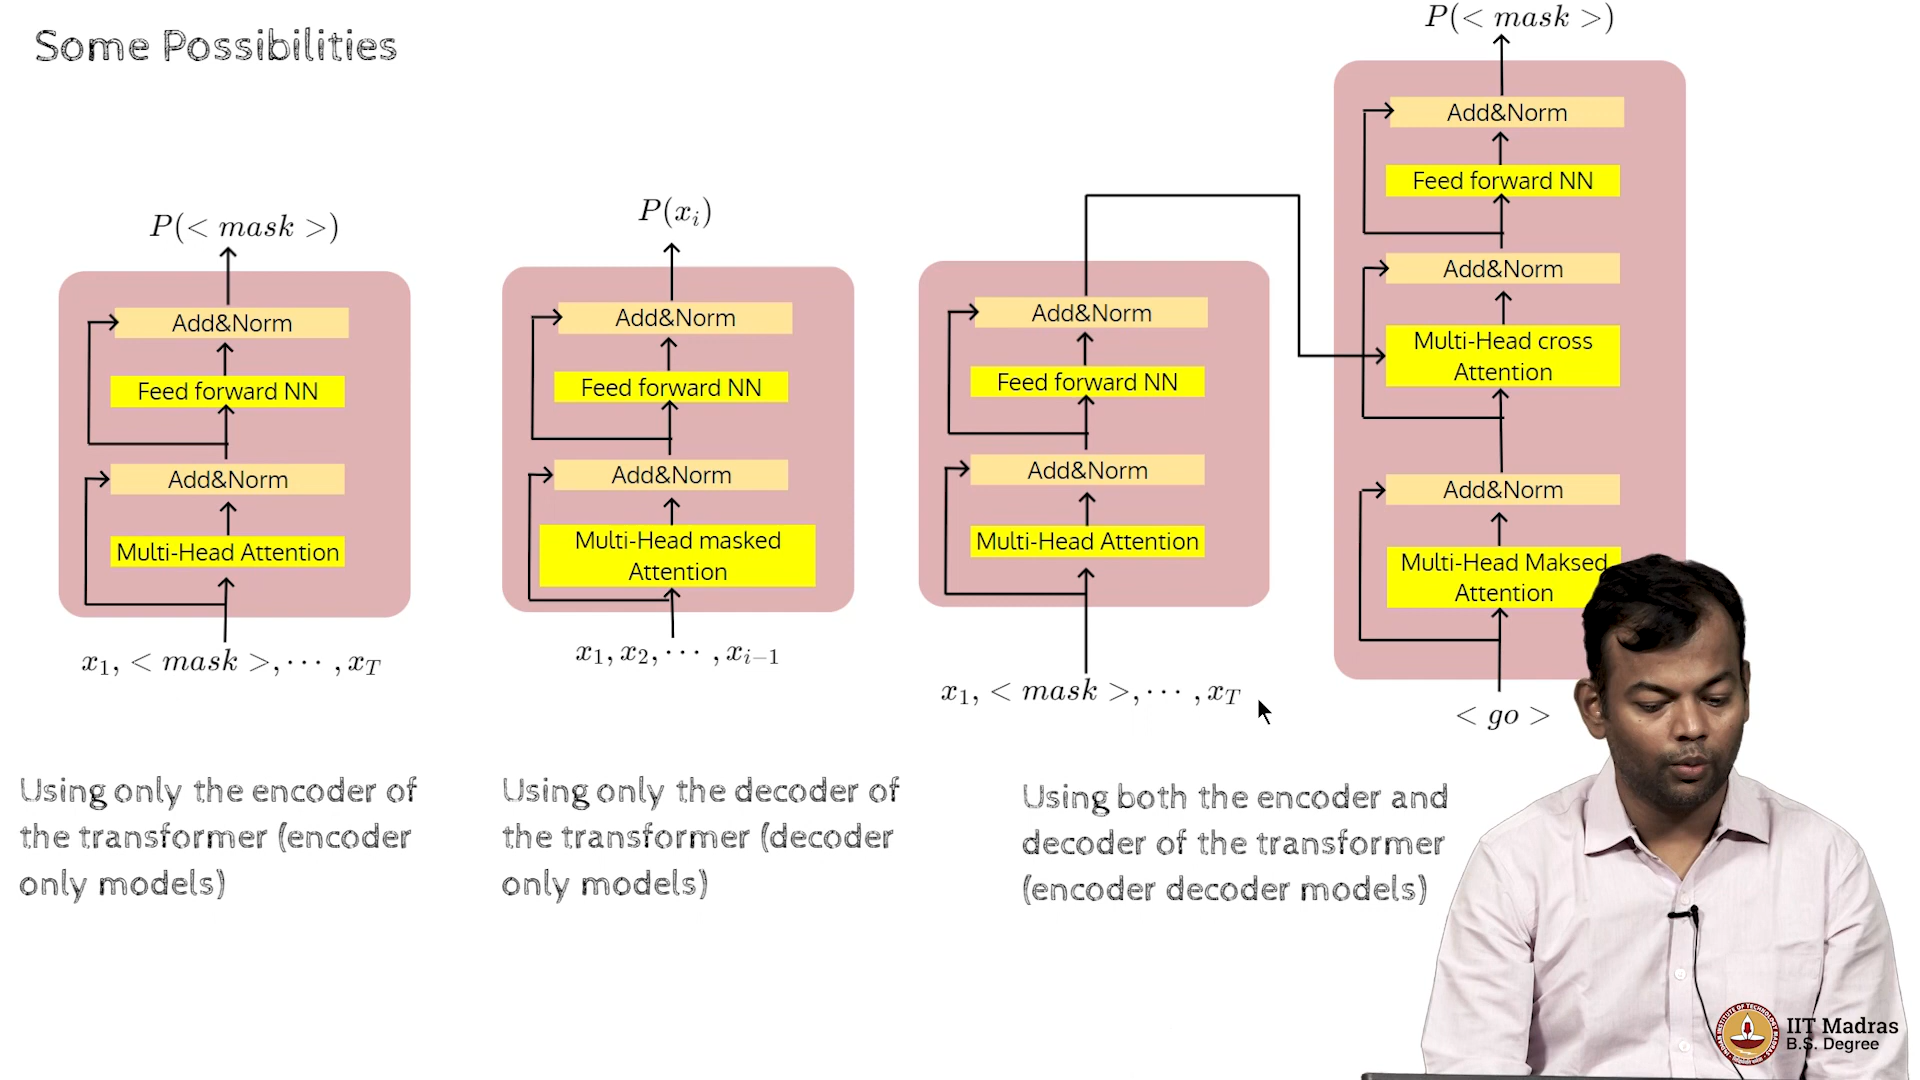 Some Possibilities
P(< mask >)
Add&Norm
Feed forward NN
Add&Norm
Multi-Head Attention
x₁, < mask >, ⋯ , x_T
Using only the encoder of
the transformer (encoder
only models)
P(xᵢ)
Add&Norm
Feed forward NN
Add&Norm
Multi-Head masked
Attention
x₁, x₂, ⋯ , xᵢ₋₁
Using only the decoder of
the transformer (decoder
only models)
Add&Norm
Feed forward NN
Add&Norm
Multi-Head Attention
x₁, < mask >, ⋯ , x_T
P(< mask >)
Add&Norm
Feed forward NN
Add&Norm
Multi-Head cross
Attention
Add&Norm
Multi-Head Maksed
Attention
< go >
Using both the encoder and
decoder of the transformer
(encoder decoder models)
IIT Madras
B.S. Degree